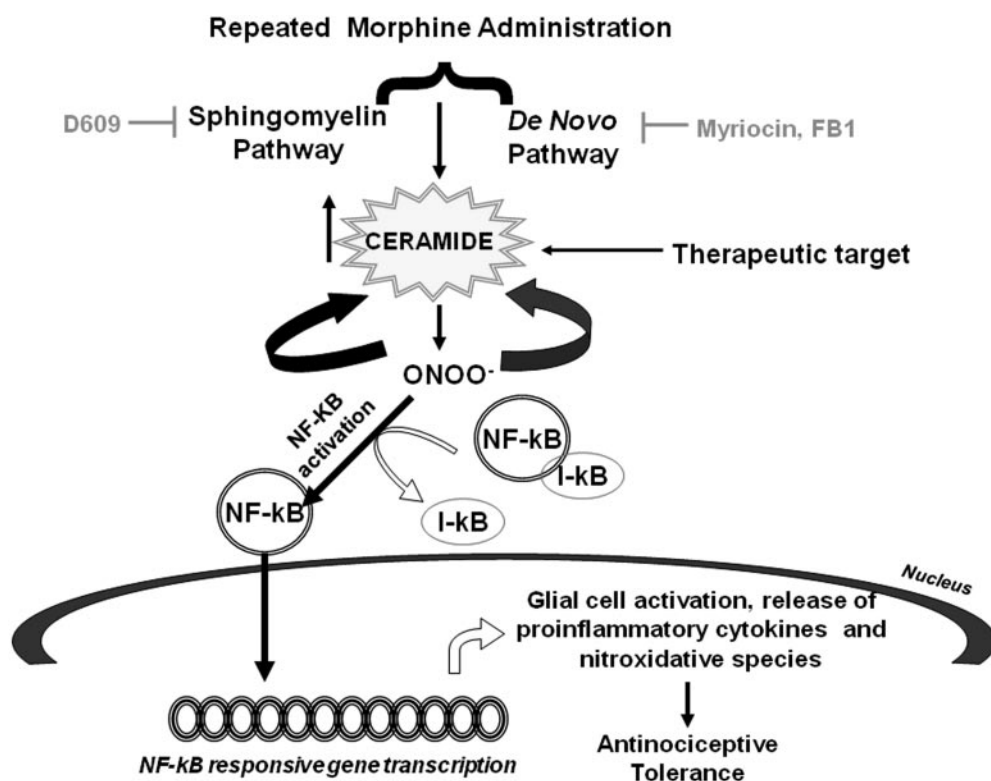 Repeated Morphine Administration
D609
Sphingomyelin
Pathway
De Novo
Pathway
Myriocin, FB1
CERAMIDE
Therapeutic target
ONOO-
NF-KB
activation
NF-kB
I-kB
NF-kB
I-kB
Nucleus
Glial cell activation, release of
proinflammatory cytokines and
nitroxidative species
NF-kB responsive gene transcription
Antinociceptive
Tolerance